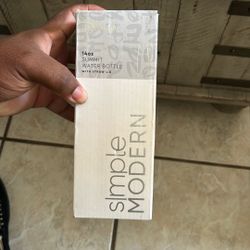 14oz
SUMMIT
WATER BOTTLE
WITH STRAW LID
sImple
MODERN